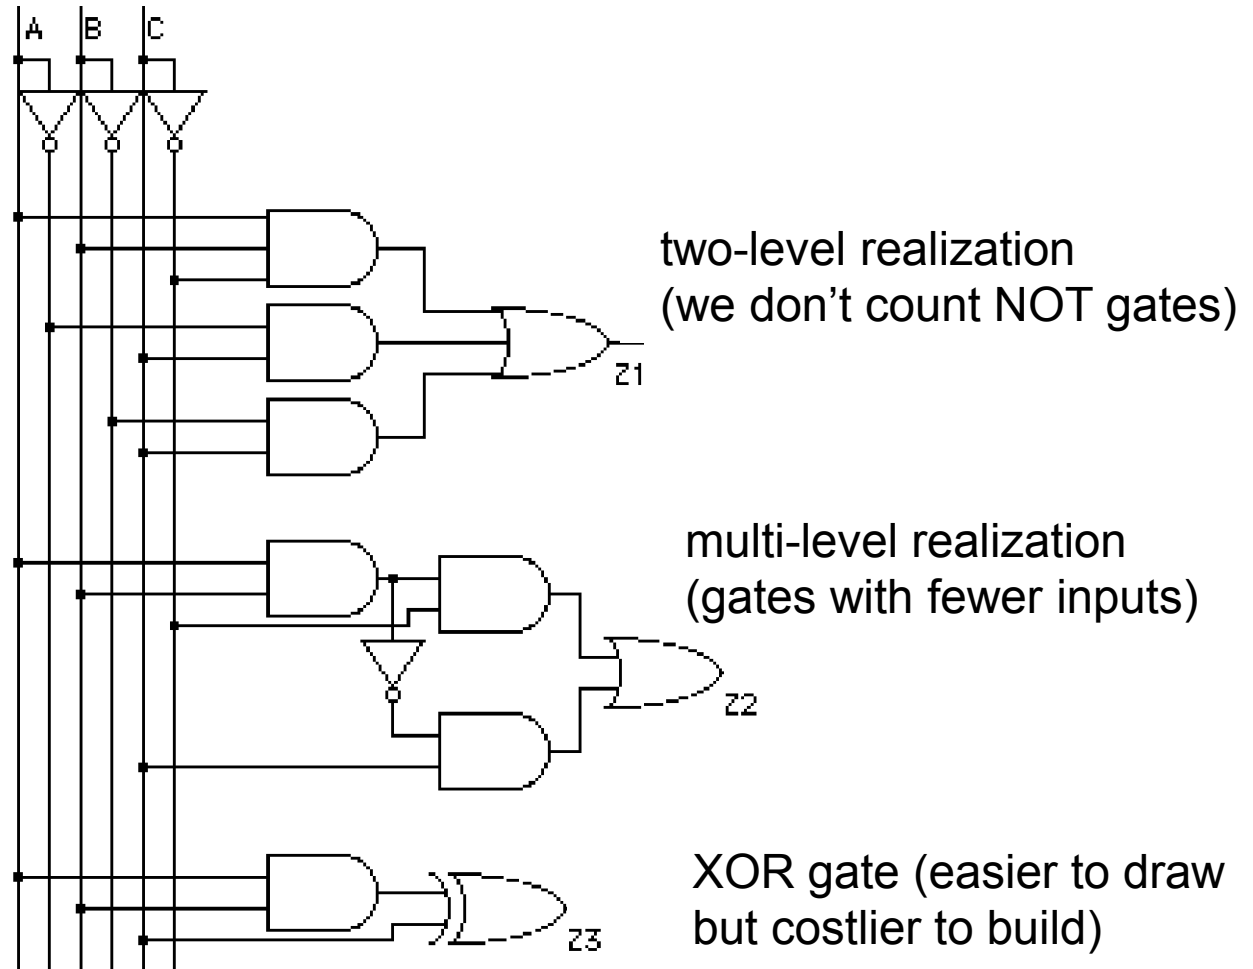 A B C
two-level realization
(we don’t count NOT gates)
Z1
multi-level realization
(gates with fewer inputs)
Z2
XOR gate (easier to draw
but costlier to build)
Z3